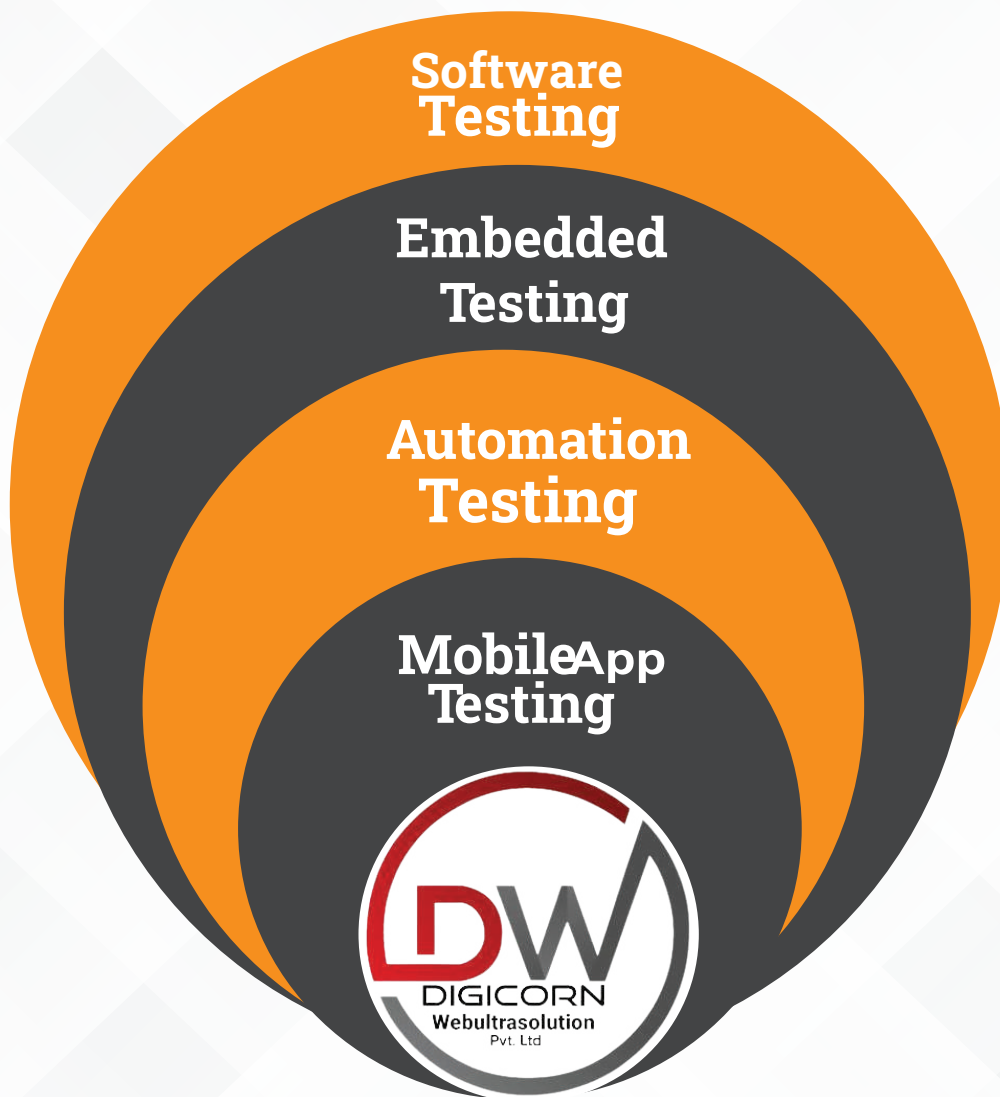 Software
Testing
Embedded
Testing
Automation
Testing
MobileApp
Testing
DW
DIGICORN
Webultrasolution
Pvt. Ltd